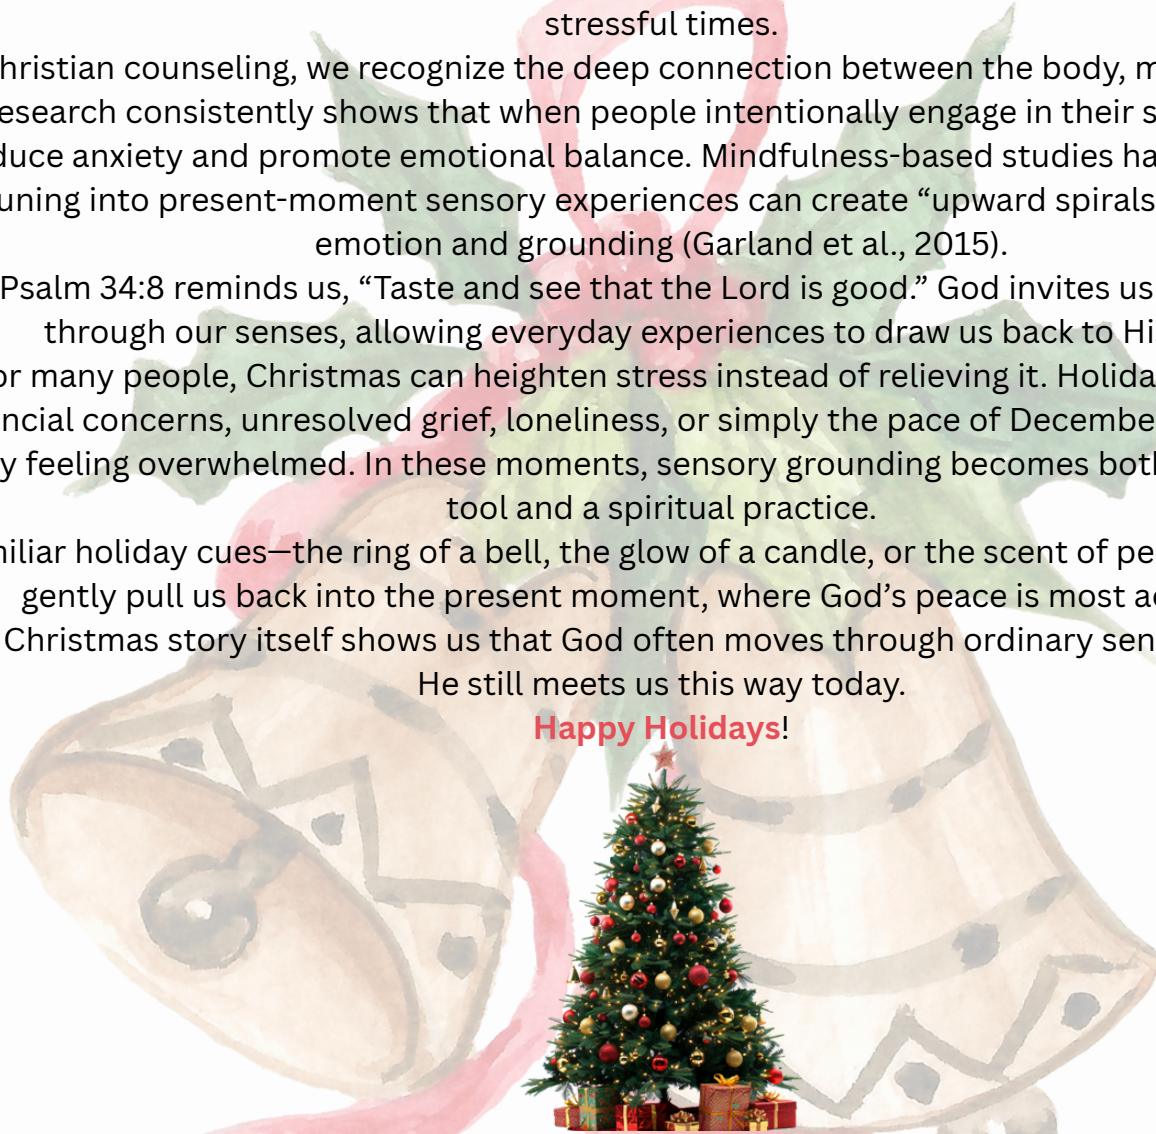 stressful times.
hristian counseling, we recognize the deep connection between the body, m
esearch consistently shows that when people intentionally engage in their s
duce anxiety and promote emotional balance. Mindfulness-based studies ha
uning into present-moment sensory experiences can create “upward spirals
emotion and grounding (Garland et al., 2015).
Psalm 34:8 reminds us, “Taste and see that the Lord is good.” God invites us
through our senses, allowing everyday experiences to draw us back to Hi
or many people, Christmas can heighten stress instead of relieving it. Holida
ncial concerns, unresolved grief, loneliness, or simply the pace of Decembe
y feeling overwhelmed. In these moments, sensory grounding becomes bot
tool and a spiritual practice.
niliar holiday cues—the ring of a bell, the glow of a candle, or the scent of pe
gently pull us back into the present moment, where God’s peace is most a
Christmas story itself shows us that God often moves through ordinary sen
He still meets us this way today.
Happy Holidays!